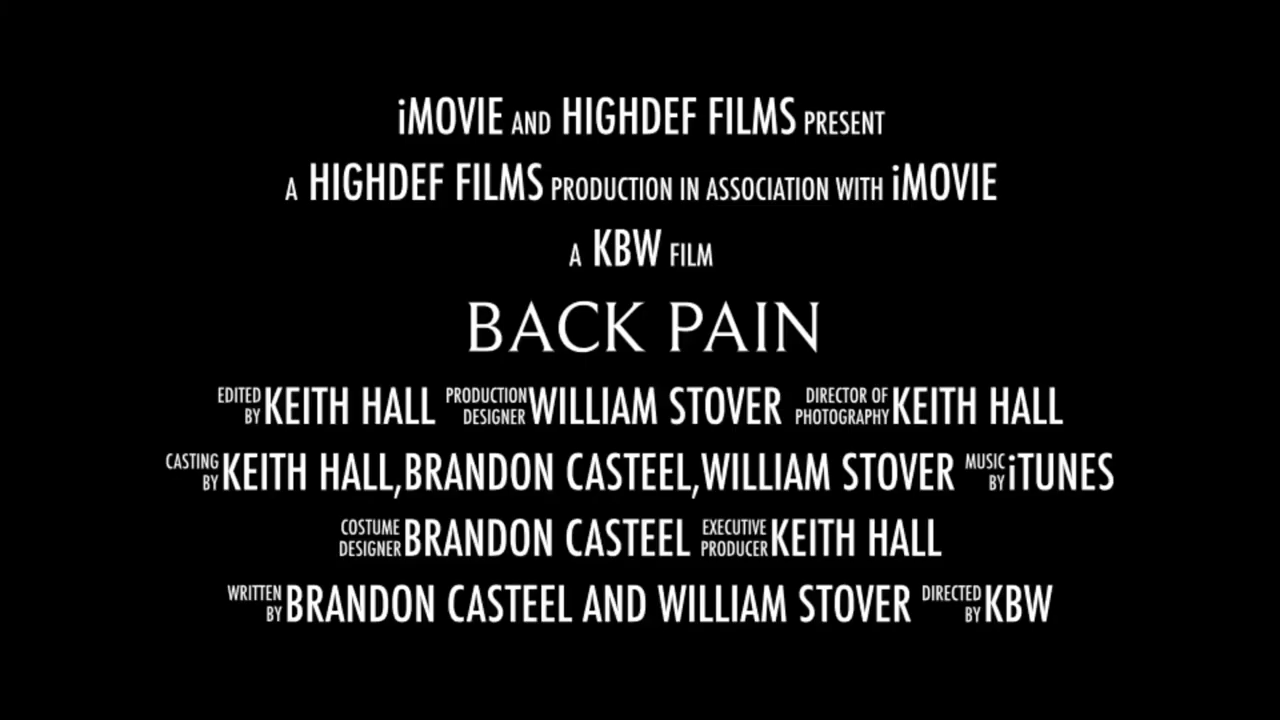 iMOVIE AND HIGHDEF FILMS PRESENT
A HIGHDEF FILMS PRODUCTION IN ASSOCIATION WITH iMOVIE
A KBW FILM
BACK PAIN
EDITED BY KEITH HALL PRODUCTION DESIGNER WILLIAM STOVER DIRECTOR OF PHOTOGRAPHY KEITH HALL
CASTING BY KEITH HALL,BRANDON CASTEEL,WILLIAM STOVER MUSIC BY iTUNES
COSTUME DESIGNER BRANDON CASTEEL EXECUTIVE PRODUCER KEITH HALL
WRITTEN BY BRANDON CASTEEL AND WILLIAM STOVER DIRECTED BY KBW